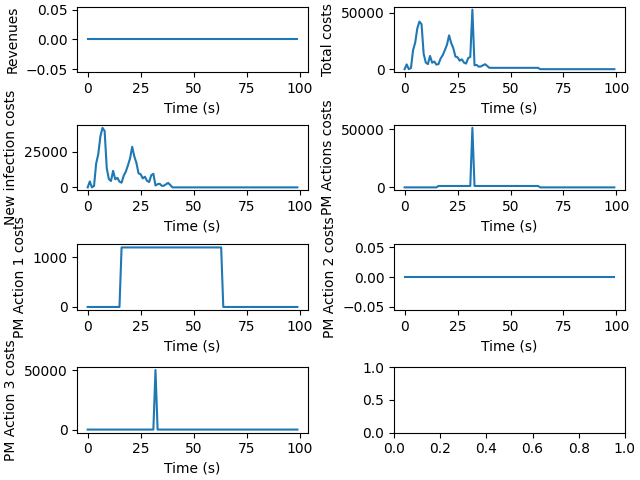 Revenues
0.05
0.00
−0.05
0 25 50 75 100
Time (s)
Total costs
50000
0
0 25 50 75 100
Time (s)
New infection costs
25000
0
0 25 50 75 100
Time (s)
PM Actions costs
50000
0
0 25 50 75 100
Time (s)
PM Action 1 costs
1000
0
0 25 50 75 100
Time (s)
PM Action 2 costs
0.05
0.00
−0.05
0 25 50 75 100
Time (s)
PM Action 3 costs
50000
0
0 25 50 75 100
Time (s)
1.0
0.5
0.0
0.0 0.2 0.4 0.6 0.8 1.0